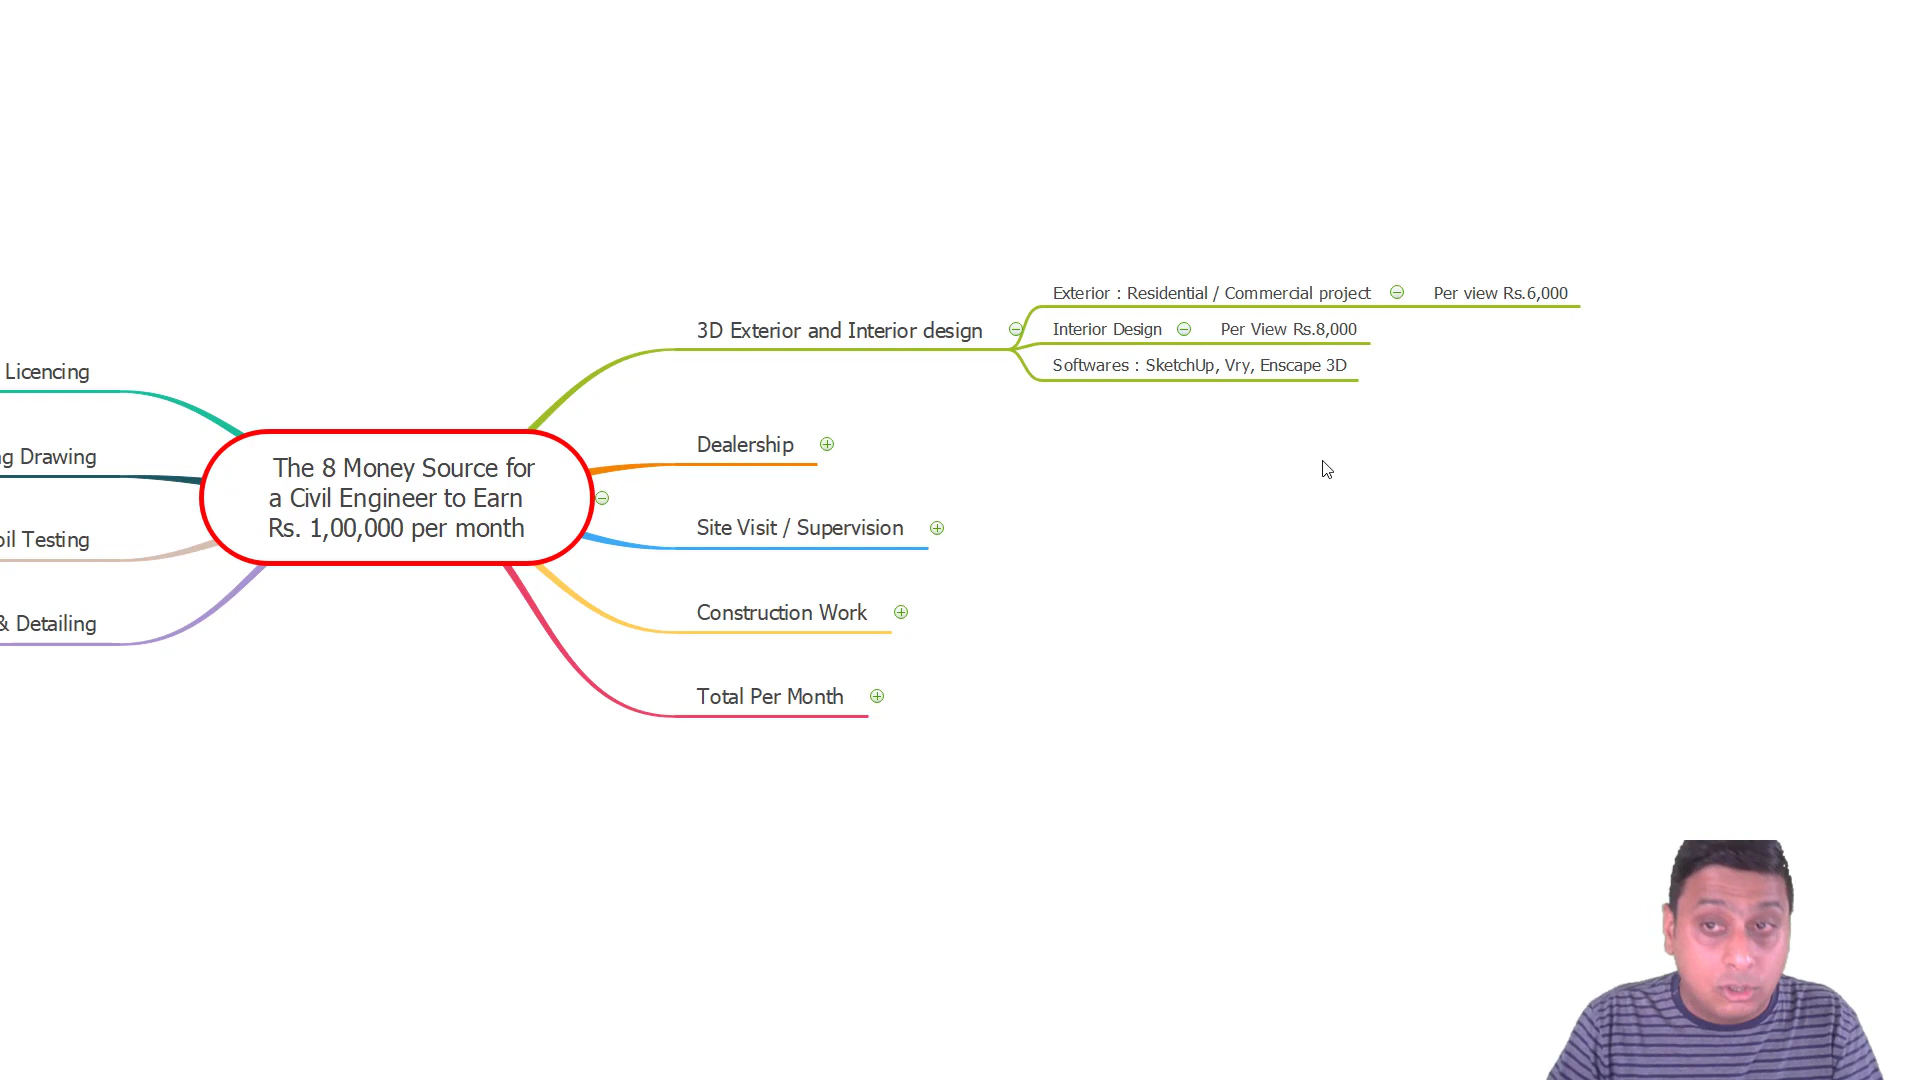 Licencing
Drawing
Testing
& Detailing
The 8 Money Source for
a Civil Engineer to Earn
Rs. 1,00,000 per month
3D Exterior and Interior design
Exterior : Residential / Commercial project
Per view Rs.6,000
Interior Design
Per View Rs.8,000
Softwares : SketchUp, Vry, Enscape 3D
Dealership
Site Visit / Supervision
Construction Work
Total Per Month